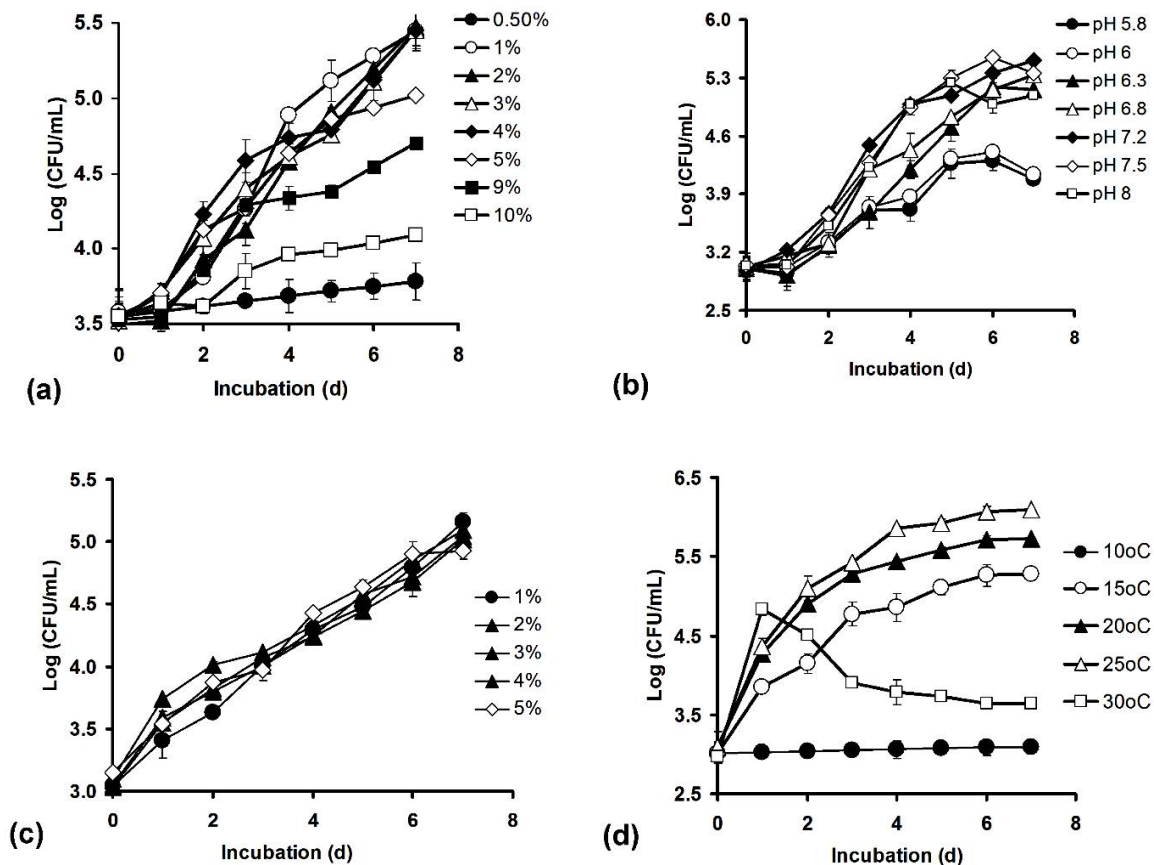 5.5
5.0
4.5
4.0
3.5
Log (CFU/mL)
0 2 4 6 8
Incubation (d)
0.50%
1%
2%
3%
4%
5%
9%
10%
(a)
6.0
5.3
4.6
3.9
3.2
2.5
Log (CFU/mL)
0 2 4 6 8
Incubation (d)
pH 5.8
pH 6
pH 6.3
pH 6.8
pH 7.2
pH 7.5
pH 8
(b)
5.5
5.0
4.5
4.0
3.5
3.0
Log (CFU/mL)
0 2 4 6 8
Incubation (d)
1%
2%
3%
4%
5%
(c)
6.5
5.5
4.5
3.5
2.5
Log (CFU/mL)
0 2 4 6 8
Incubation (d)
10oC
15oC
20oC
25oC
30oC
(d)